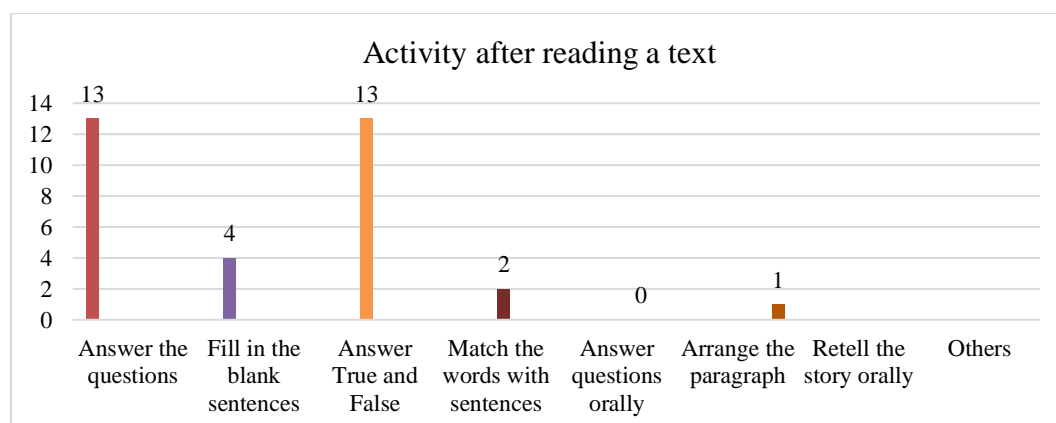 Activity after reading a text
13
13
14
12
10
8
6
4
2
0
4
2
0
1
Answer the
questions
Fill in the
blank
sentences
Answer
True and
False
Match the
words with
sentences
Answer
questions
orally
Arrange the
paragraph
Retell the
story orally
Others